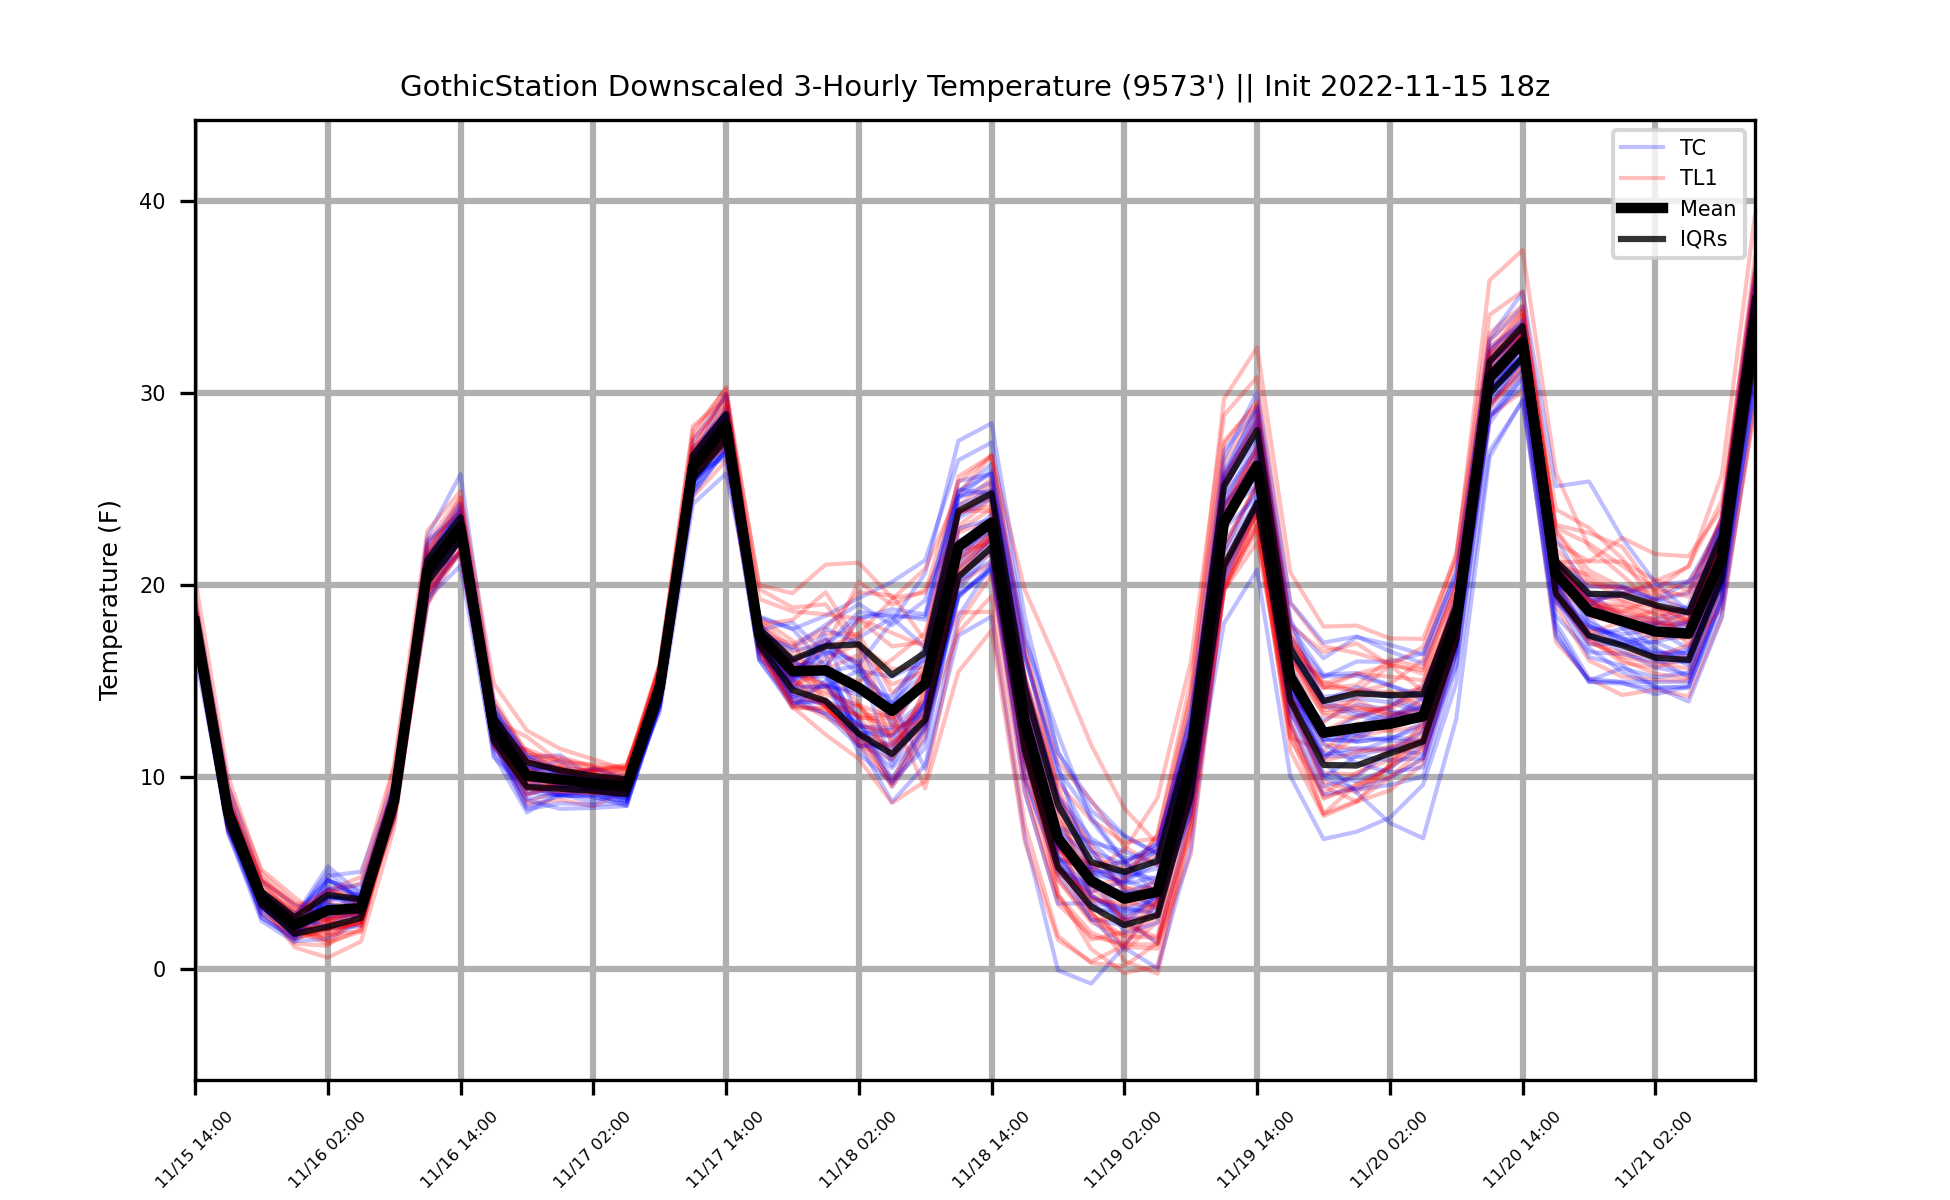 GothicStation Downscaled 3-Hourly Temperature (9573') || Init 2022-11-15 18z
TC
TL1
Mean
IQRs
Temperature (F)
40
30
20
10
0
11/15 14:00
11/16 02:00
11/16 14:00
11/17 02:00
11/17 14:00
11/18 02:00
11/18 14:00
11/19 02:00
11/19 14:00
11/20 02:00
11/20 14:00
11/21 02:00